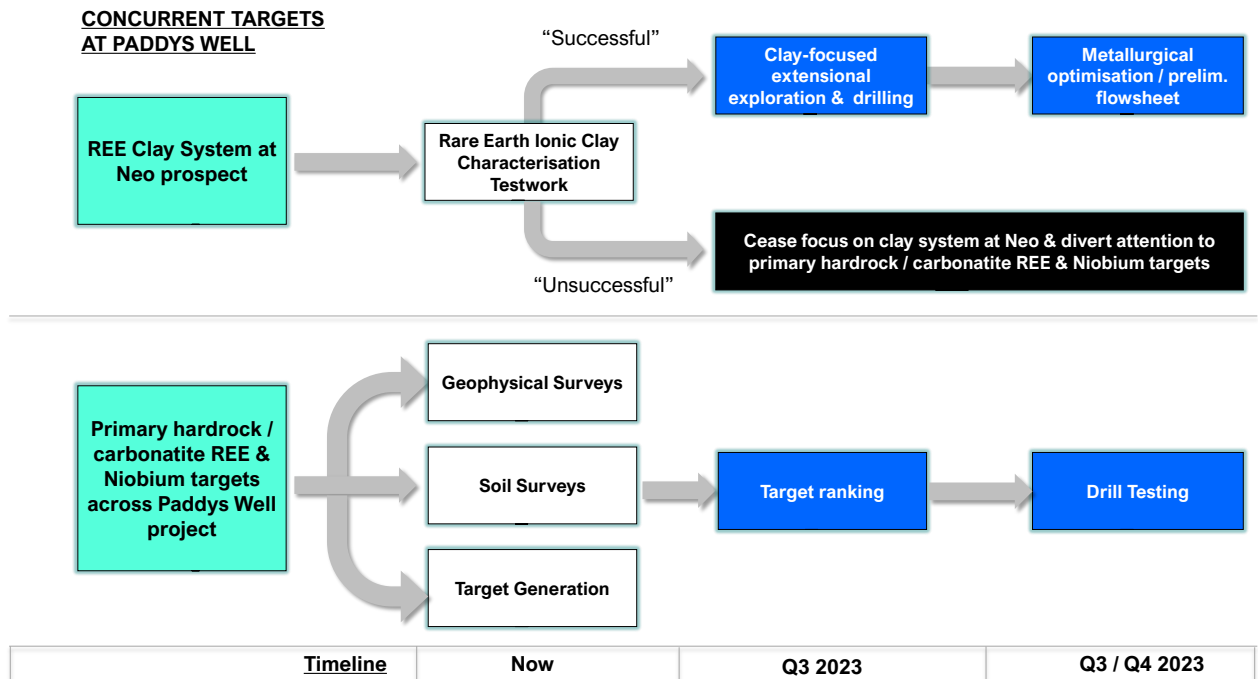 CONCURRENT TARGETS
AT PADDYS WELL
REE Clay System at
Neo prospect
Rare Earth Ionic Clay
Characterisation
Testwork
“Successful”
Clay-focused
extensional
exploration & drilling
Metallurgical
optimisation / prelim.
flowsheet
“Unsuccessful”
Cease focus on clay system at Neo & divert attention to
primary hardrock / carbonatite REE & Niobium targets
Primary hardrock /
carbonatite REE &
Niobium targets
across Paddys Well
project
Geophysical Surveys
Soil Surveys
Target Generation
Target ranking
Drill Testing
Timeline
Now
Q3 2023
Q3 / Q4 2023